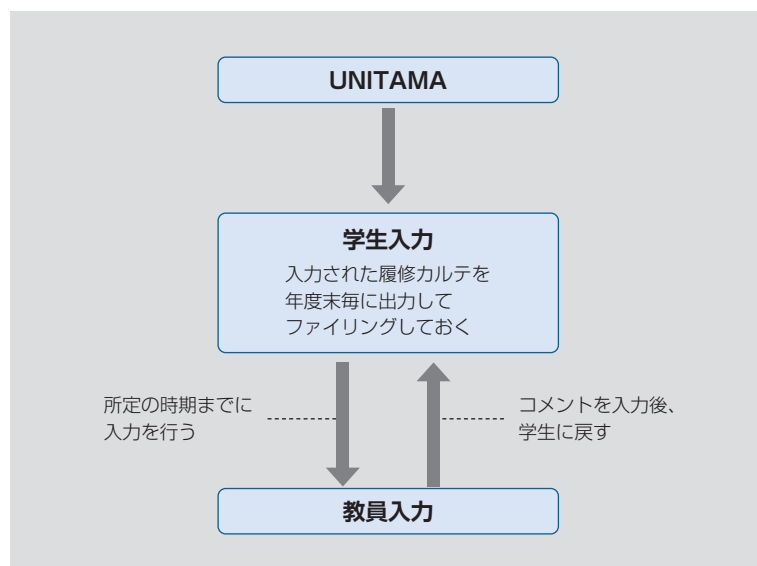 UNITAMA
学生入力
入力された履修カルテを
年度末毎に出力して
ファイリングしておく
所定の時期までに
入力を行う
コメントを入力後、
学生に戻す
教員入力